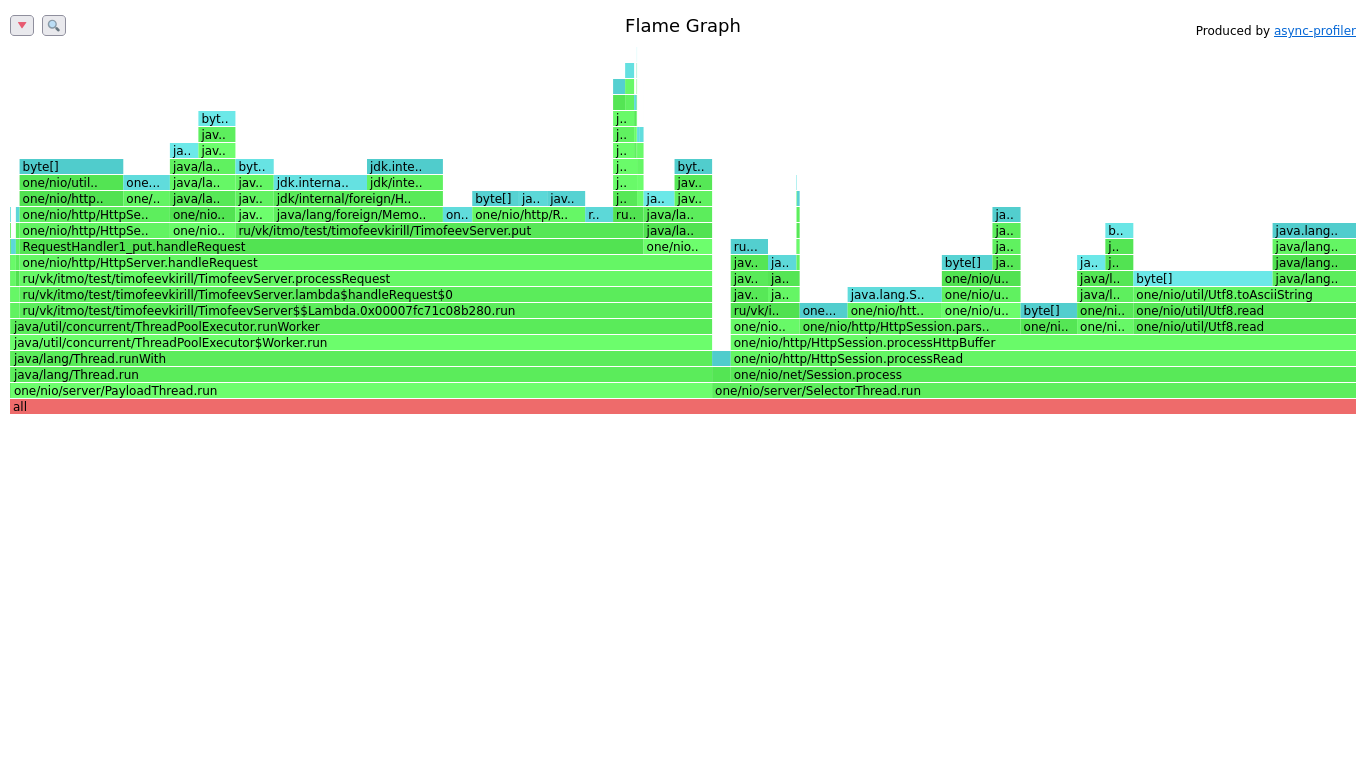 Flame Graph
Produced by async-profiler
byt..
jav..
j..
ja.. jav.. j..
byte[] java/la.. byt.. jdk.inte.. j.. byt..
one/nio/util.. one... java/la.. jav.. jdk.interna.. jdk/inte.. j.. jav..
one/nio/http.. one/.. java/la.. jav.. jdk/internal/foreign/H.. byte[] ja.. jav.. j.. ja.. jav..
one/nio/http/HttpSe.. one/nio.. jav.. java/lang/foreign/Memo.. on.. one/nio/http/R.. r.. ru.. java/la.. ja..
one/nio/http/HttpSe.. one/nio.. ru/vk/itmo/test/timofeevkirill/TimofeevServer.put java/la.. ja.. b.. java.lang..
RequestHandler1_put.handleRequest one/nio.. ru... ja.. j.. java/lang..
one/nio/http/HttpServer.handleRequest jav.. ja.. byte[] ja.. ja.. j.. java/lang..
ru/vk/itmo/test/timofeevkirill/TimofeevServer.processRequest jav.. ja.. one/nio/u.. java/l.. byte[] java/lang..
ru/vk/itmo/test/timofeevkirill/TimofeevServer.lambda$handleRequest$0 jav.. ja.. java.lang.S.. one/nio/u.. java/l.. one/nio/util/Utf8.toAsciiString
ru/vk/itmo/test/timofeevkirill/TimofeevServer$$Lambda.0x00007fc71c08b280.run ru/vk/i.. one... one/nio/htt.. one/nio/u.. byte[] one/ni.. one/nio/util/Utf8.read
java/util/concurrent/ThreadPoolExecutor.runWorker one/nio.. one/nio/http/HttpSession.pars.. one/ni.. one/ni.. one/nio/util/Utf8.read
java/util/concurrent/ThreadPoolExecutor$Worker.run one/nio/http/HttpSession.processHttpBuffer
java/lang/Thread.runWith one/nio/http/HttpSession.processRead
java/lang/Thread.run one/nio/net/Session.process
one/nio/server/PayloadThread.run one/nio/server/SelectorThread.run
all